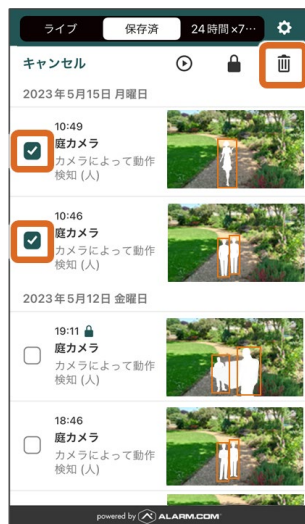 ライブ
保存済
24時間×7…
キャンセル
2023年5月15日 月曜日
10:49
庭カメラ
カメラによって動作
検知 (人)
10:46
庭カメラ
カメラによって動作
検知 (人)
2023年5月12日 金曜日
19:11
庭カメラ
カメラによって動作
検知 (人)
18:46
庭カメラ
カメラによって動作
検知 (人)
powered by ALARM.COM